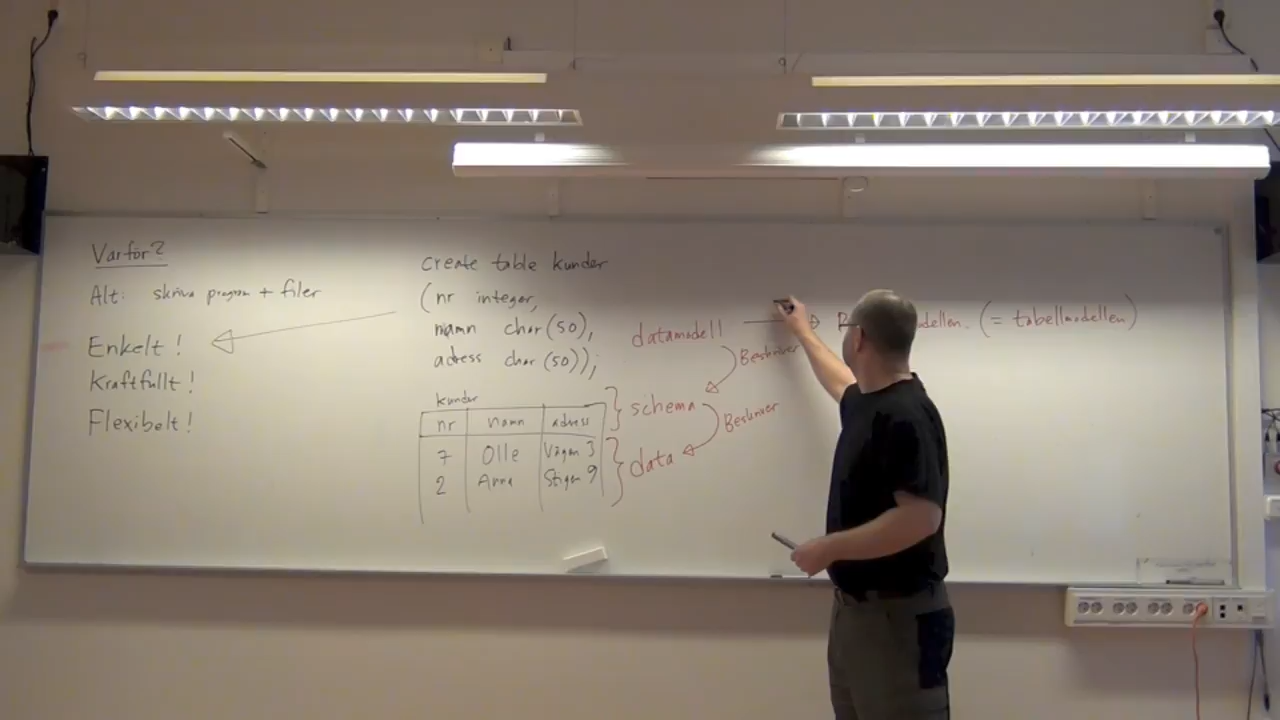 Varför?
Alt: skriva program + filer
Enkelt!
Kraftfullt!
Flexibelt!
create table kunder
(nr integer,
namn char(50),
adress char(50));
kunder
nr namn adress
7 Olle Vägen 3
2 Anna Stigen 9
datamodell
Beskriver
schema
Beskriver
data
(= tabellmodellen)